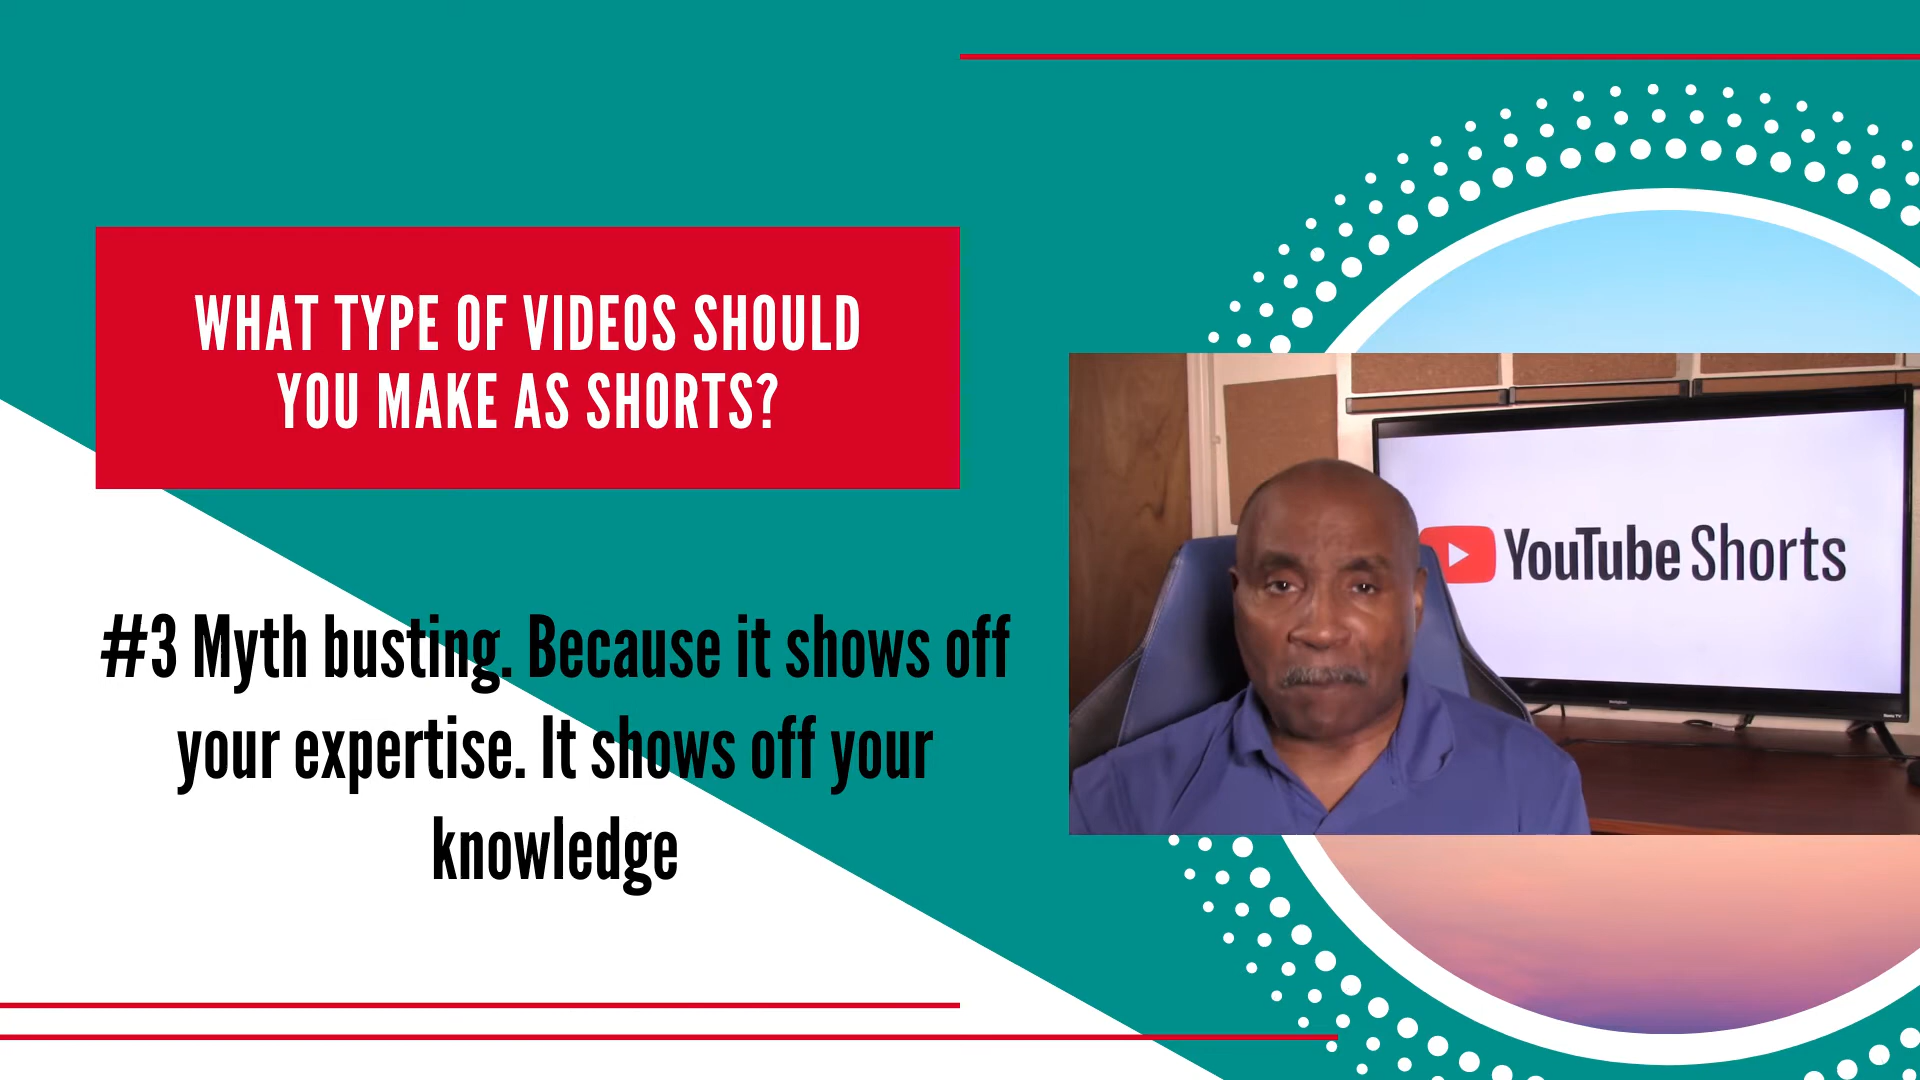 WHAT TYPE OF VIDEOS SHOULD
YOU MAKE AS SHORTS?
#3 Myth busting. Because it shows off
your expertise. It shows off your
knowledge
YouTube Shorts